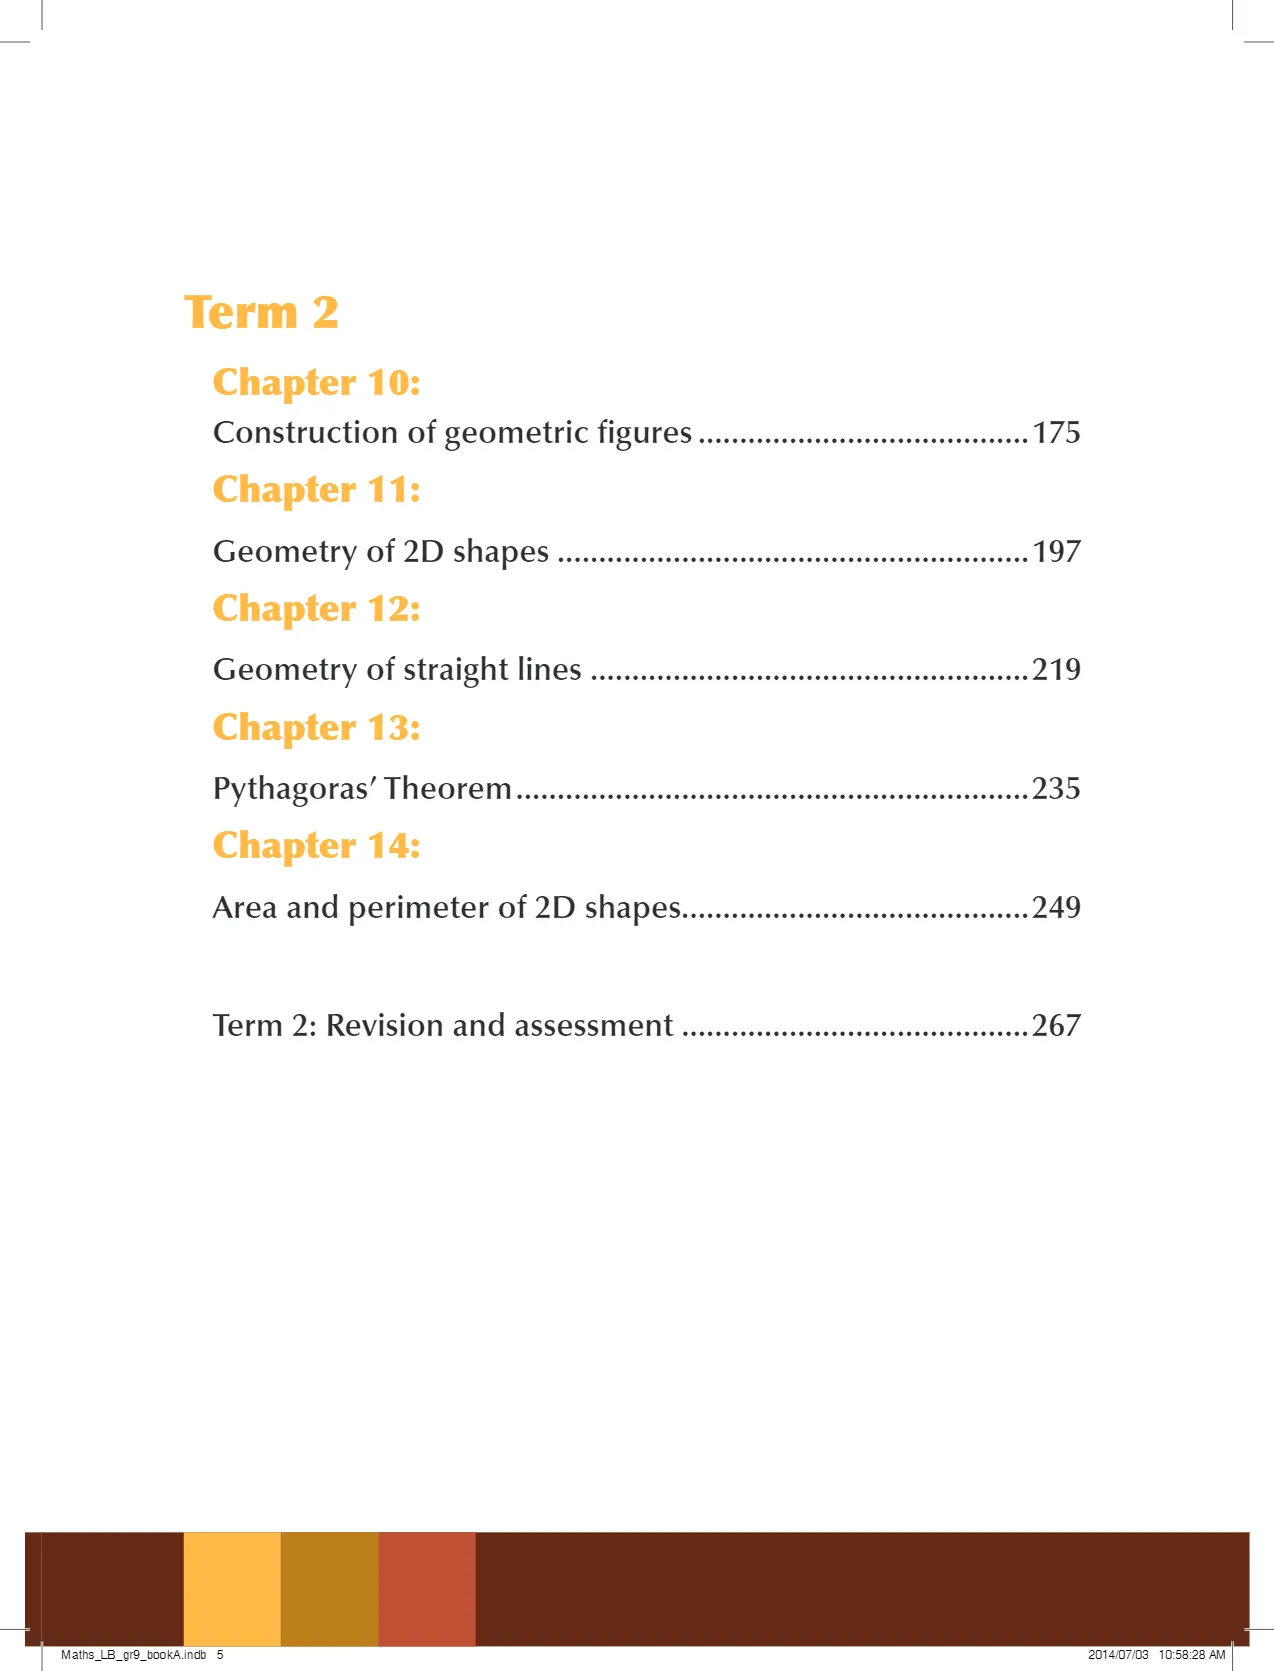 Term 2
Chapter 10:
Construction of geometric figures ........................................ 175
Chapter 11:
Geometry of 2D shapes ......................................................... 197
Chapter 12:
Geometry of straight lines ..................................................... 219
Chapter 13:
Pythagoras’ Theorem .............................................................. 235
Chapter 14:
Area and perimeter of 2D shapes.......................................... 249
Term 2: Revision and assessment .......................................... 267
Maths_LB_gr9_bookA.indb 5
2014/07/03 10:58:28 AM